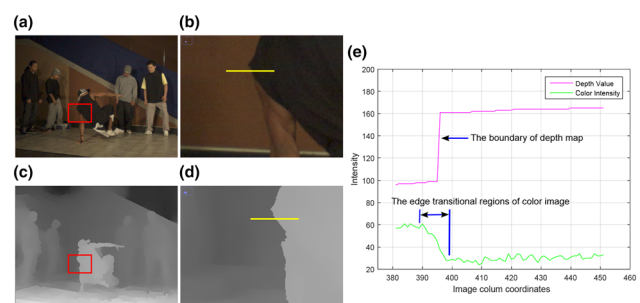 (a)
(b)
(c)
(d)
(e)
200
180
160
140
120
100
80
60
40
20
Intensity
Depth Value
Color Intensity
The boundary of depth map
The edge transitional regions of color image
380
390
400
410
420
430
440
450
460
Image colum coordinates